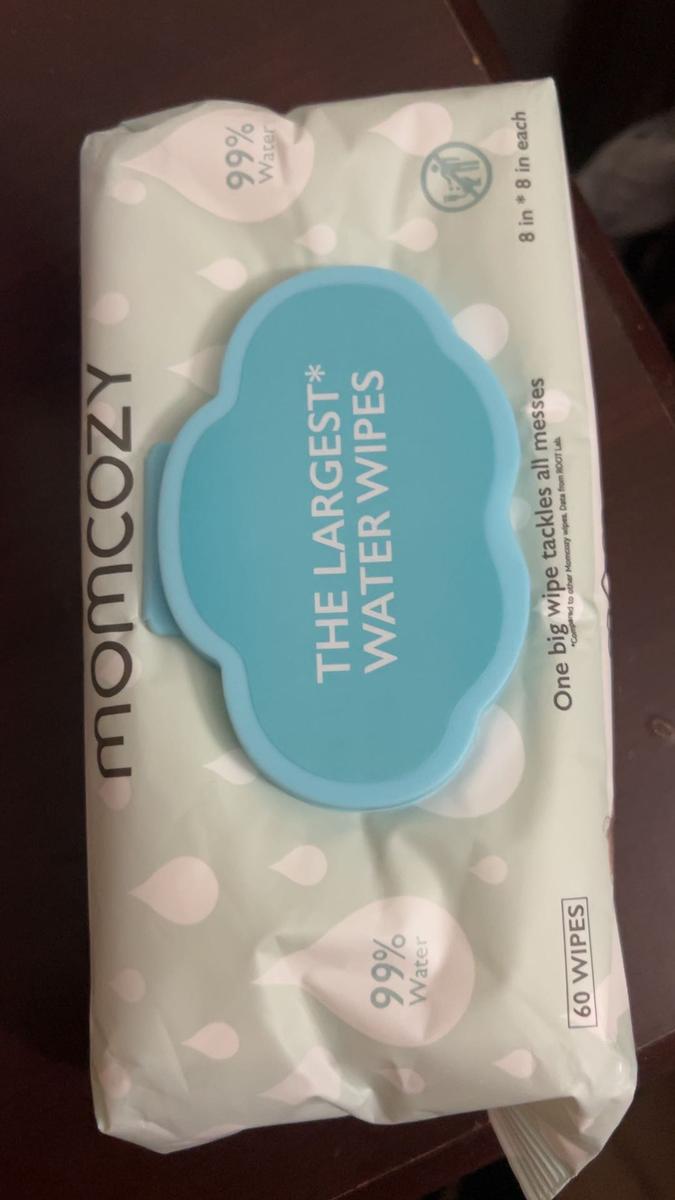 momcozy
99%
Water
99%
Water
THE LARGEST*
WATER WIPES
One big wipe tackles all messes
*Compared to other Momcozy wipes. Data from ROOT Lab.
60 WIPES
8 in * 8 in each